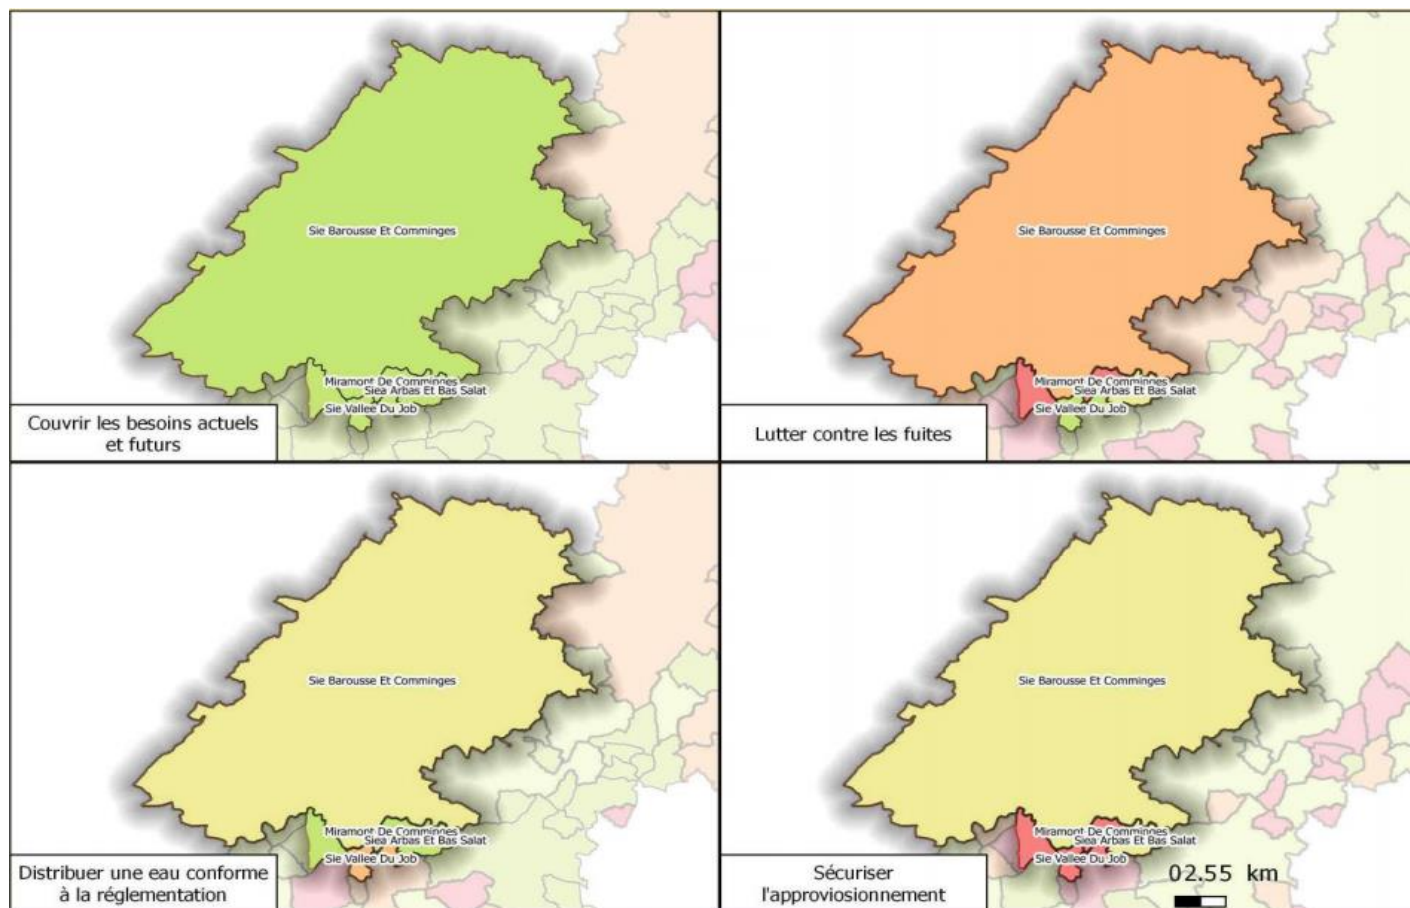 Sie Barousse Et Comminges
Miramont De Comminges
Siea Arbas Et Bas Salat
Sie Vallee Du Job
Couvrir les besoins actuels
et futurs
Sie Barousse Et Comminges
Miramont De Comminges
Siea Arbas Et Bas Salat
Sie Vallee Du Job
Lutter contre les fuites
Sie Barousse Et Comminges
Miramont De Comminges
Siea Arbas Et Bas Salat
Sie Vallee Du Job
Distribuer une eau conforme
à la réglementation
Sie Barousse Et Comminges
Miramont De Comminges
Siea Arbas Et Bas Salat
Sie Vallee Du Job
Sécuriser
l'approviosionnement
02.55 km